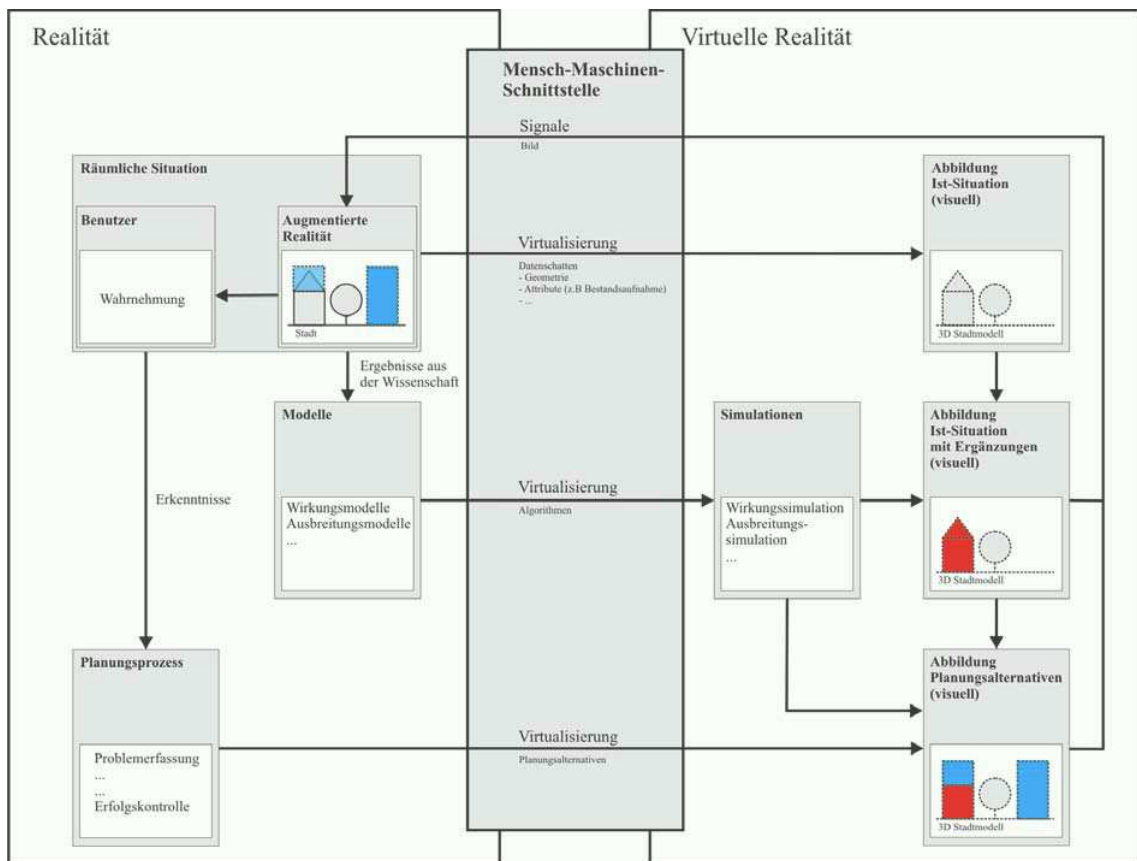 Realität
Virtuelle Realität
Mensch-Maschinen-
Schnittstelle
Signale
Bild
Räumliche Situation
Benutzer
Wahrnehmung
Augmentierte
Realität
Stadt
Virtualisierung
Datenschatten
- Geometrie
- Attribute (z.B Bestandsaufnahme)
- ...
Abbildung
Ist-Situation
(visuell)
3D Stadtmodell
Ergebnisse aus
der Wissenschaft
Modelle
Wirkungsmodelle
Ausbreitungsmodelle
...
Virtualisierung
Algorithmen
Simulationen
Wirkungssimulation
Ausbreitungs-
simulation
...
Abbildung
Ist-Situation
mit Ergänzungen
(visuell)
3D Stadtmodell
Erkenntnisse
Planungsprozess
Problemerfassung
...
...
Erfolgskontrolle
Virtualisierung
Planungsalternativen
Abbildung
Planungsalternativen
(visuell)
3D Stadtmodell